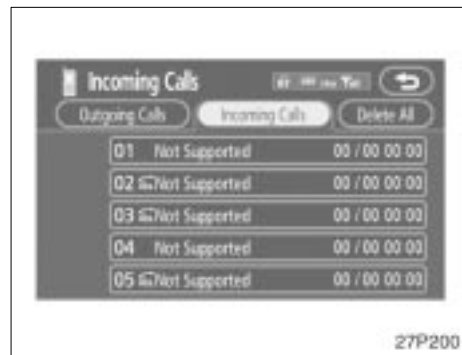 Incoming Calls
Outgoing Calls Incoming Calls Delete All
01 Not Supported 00/00 00:00
02 Not Supported 00/00 00:00
03 Not Supported 00/00 00:00
04 Not Supported 00/00 00:00
05 Not Supported 00/00 00:00
27P200